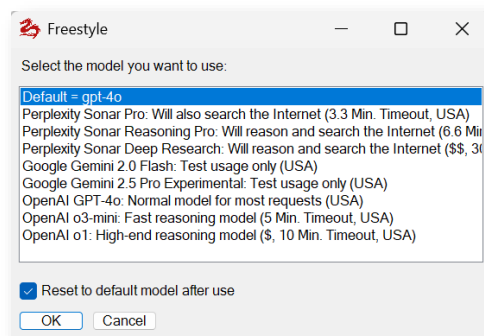 Freestyle
Select the model you want to use:
Default = gpt-4o
Perplexity Sonar Pro: Will also search the Internet (3.3 Min. Timeout, USA)
Perplexity Sonar Reasoning Pro: Will reason and search the Internet (6.6 Mi
Perplexity Sonar Deep Research: Will reason and search the Internet ($$, 3
Google Gemini 2.0 Flash: Test usage only (USA)
Google Gemini 2.5 Pro Experimental: Test usage only (USA)
OpenAI GPT-4o: Normal model for most requests (USA)
OpenAI o3-mini: Fast reasoning model (5 Min. Timeout, USA)
OpenAI o1: High-end reasoning model ($, 10 Min. Timeout, USA)
Reset to default model after use
OK Cancel